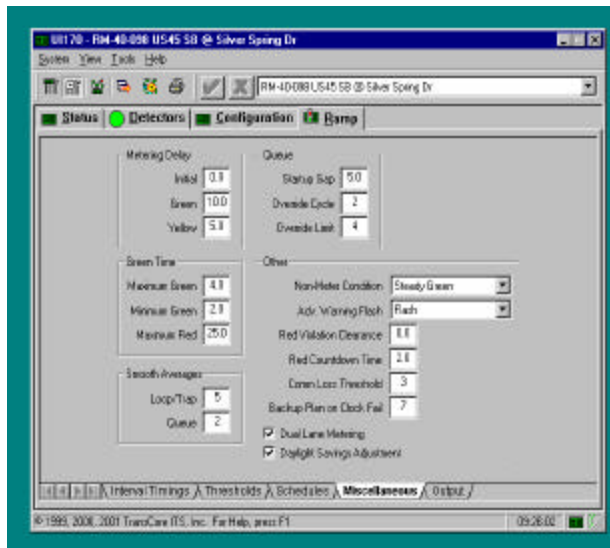 UI170 - RM-40-098 US45 SB @ Silver Spring Dr
System View Tools Help
RM-40-098 US45 SB @ Silver Spring Dr
Status Detectors Configuration Ramp
Metering Delay
Initial 0.0
Green 10.0
Yellow 5.0
Queue
Startup Gap 5.0
Override Cycle 2
Override Limit 4
Green Time
Maximum Green 4.0
Minimum Green 2.0
Maximum Red 25.0
Smooth Averages
Loop/Trap 5
Queue 2
Other
Non-Meter Condition Steady Green
Adv. Warning Flash Flash
Red Violation Clearance 0.0
Red Countdown Time 2.0
Comm Loss Threshold 3
Backup Plan on Clock Fail 7
Dual Lane Metering
Daylight Savings Adjustment
Interval Timings Thresholds Schedules Miscellaneous Output
© 1999, 2000, 2001 TransCore ITS, Inc. For Help, press F1 09:26:02